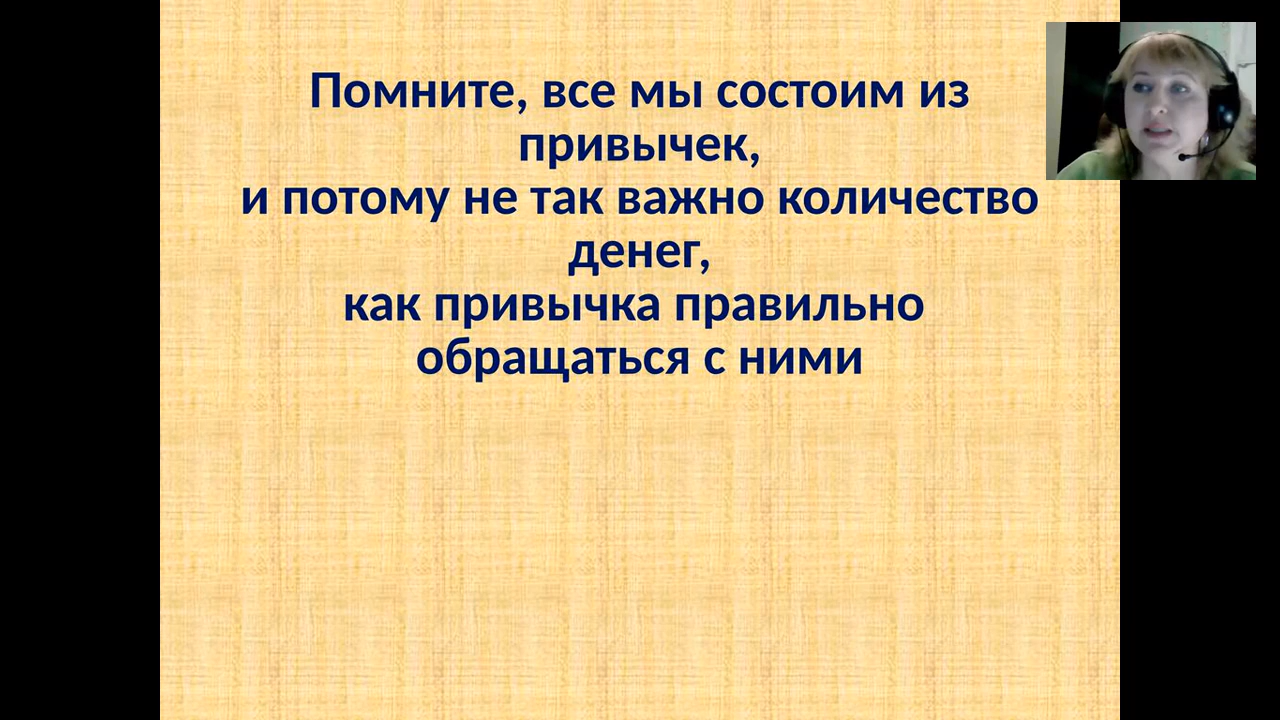 Помните, все мы состоим из
привычек,
и потому не так важно количество
денег,
как привычка правильно
обращаться с ними